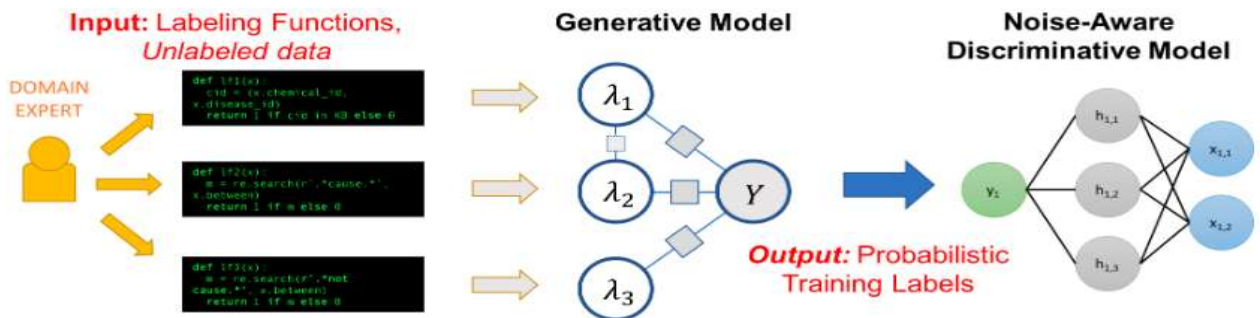 Input: Labeling Functions,
Unlabeled data
DOMAIN
EXPERT
def lf1(x):
cid = (x.chemical_id,
x.disease_id)
return 1 if cid in KB else 0
def lf2(x):
m = re.search(r'.*cause.*',
x.between)
return 1 if m else 0
def lf3(x):
m = re.search(r'.*not
cause.*', x.between)
return 1 if m else 0
Generative Model
λ1
λ2
λ3
Y
Output: Probabilistic
Training Labels
Noise-Aware
Discriminative Model
y1
h1,1
h1,2
h1,3
x1,1
x1,2